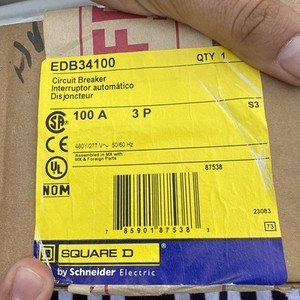 EDB34100 QTY 1
Circuit Breaker
Interruptor automático
Disjoncteur
100 A 3 P
S3
480Y/277 V~ 50/60 Hz
Assembled in MX with
MX & Foreign Parts
87538
NOM
7 85901 87538 3
23083
73
SQUARE D
by Schneider Electric